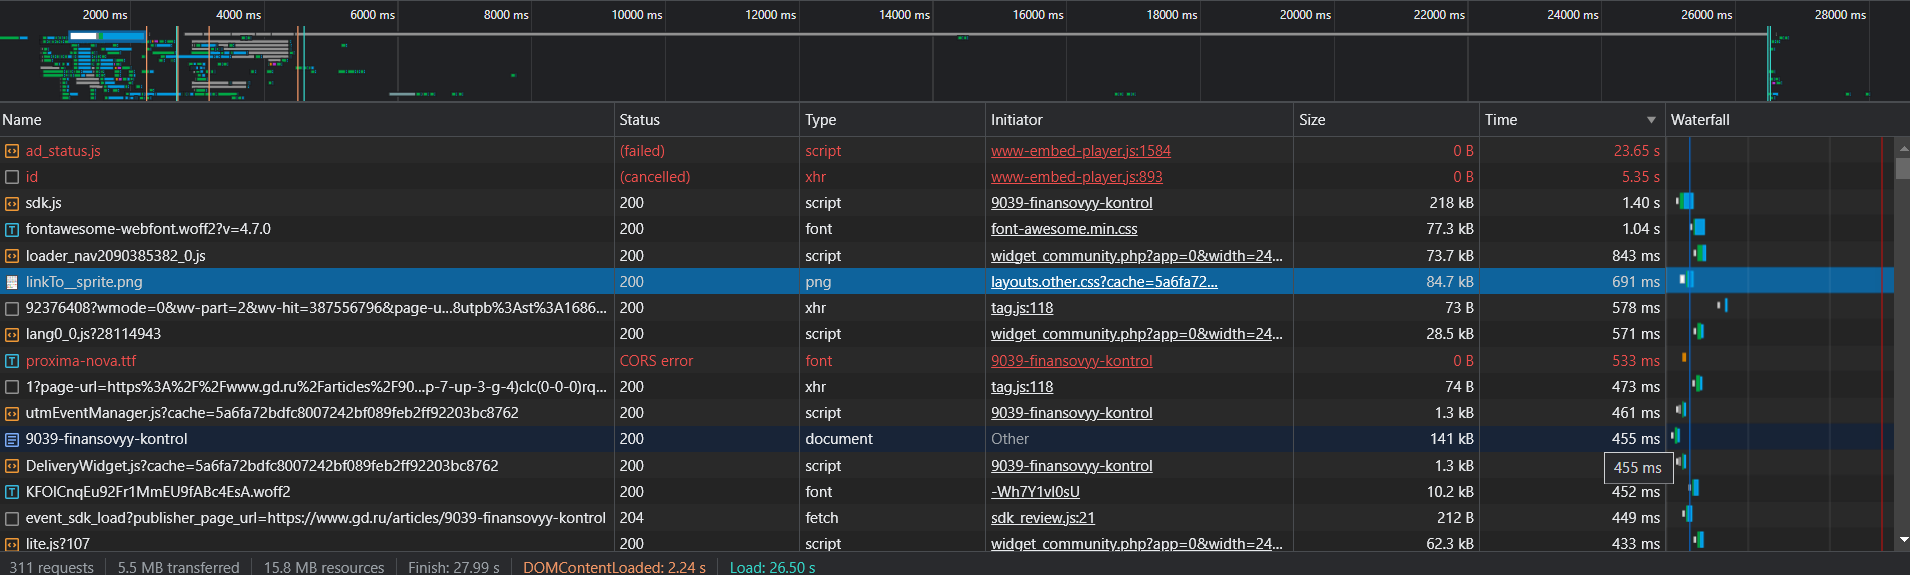 2000 ms 4000 ms 6000 ms 8000 ms 10000 ms 12000 ms 14000 ms 16000 ms 18000 ms 20000 ms 22000 ms 24000 ms 26000 ms 28000 ms
Name Status Type Initiator Size Time Waterfall
ad_status.js (failed) script www-embed-player.js:1584 0 B 23.65 s
id (cancelled) xhr www-embed-player.js:893 0 B 5.35 s
sdk.js 200 script 9039-finansovyy-kontrol 218 kB 1.40 s
fontawesome-webfont.woff2?v=4.7.0 200 font font-awesome.min.css 77.3 kB 1.04 s
loader_nav2090385382_0.js 200 script widget_community.php?app=0&width=24... 73.7 kB 843 ms
linkTo__sprite.png 200 png layouts.other.css?cache=5a6fa72... 84.7 kB 691 ms
92376408?wmode=0&wv-part=2&wv-hit=387556796&page-u...8utpb%3Ast%3A1686... 200 xhr tag.js:118 73 B 578 ms
lang0_0.js?28114943 200 script widget_community.php?app=0&width=24... 28.5 kB 571 ms
proxima-nova.ttf CORS error font 9039-finansovyy-kontrol 0 B 533 ms
1?page-url=https%3A%2F%2Fwww.gd.ru%2Farticles%2F90...p-7-up-3-g-4)clc(0-0-0)rq... 200 xhr tag.js:118 74 B 473 ms
utmEventManager.js?cache=5a6fa72bdfc8007242bf089feb2ff92203bc8762 200 script 9039-finansovyy-kontrol 1.3 kB 461 ms
9039-finansovyy-kontrol 200 document Other 141 kB 455 ms
DeliveryWidget.js?cache=5a6fa72bdfc8007242bf089feb2ff92203bc8762 200 script 9039-finansovyy-kontrol 1.3 kB 455 ms
KFOlCnqEu92Fr1MmEU9fABc4EsA.woff2 200 font -Wh7Y1vI0sU 10.2 kB 452 ms
event_sdk_load?publisher_page_url=https://www.gd.ru/articles/9039-finansovyy-kontrol 204 fetch sdk_review.js:21 212 B 449 ms
lite.js?107 200 script widget_community.php?app=0&width=24... 62.3 kB 433 ms
311 requests 5.5 MB transferred 15.8 MB resources Finish: 27.99 s DOMContentLoaded: 2.24 s Load: 26.50 s